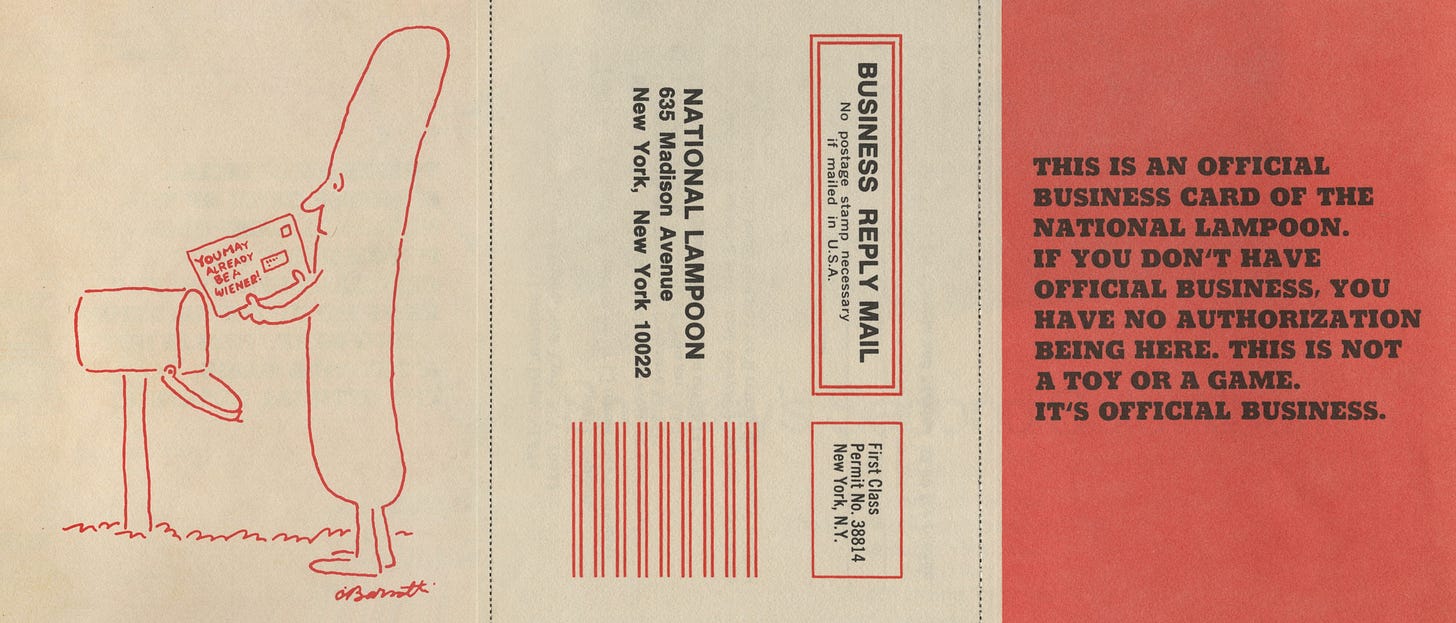 YOU MAY
ALREADY
BE A
WIENER!
CBarsotti
BUSINESS REPLY MAIL
No postage stamp necessary
if mailed in U.S.A.
First Class
Permit No. 38814
New York, N.Y.
NATIONAL LAMPOON
635 Madison Avenue
New York, New York 10022
THIS IS AN OFFICIAL
BUSINESS CARD OF THE
NATIONAL LAMPOON.
IF YOU DON'T HAVE
OFFICIAL BUSINESS, YOU
HAVE NO AUTHORIZATION
BEING HERE. THIS IS NOT
A TOY OR A GAME.
IT'S OFFICIAL BUSINESS.